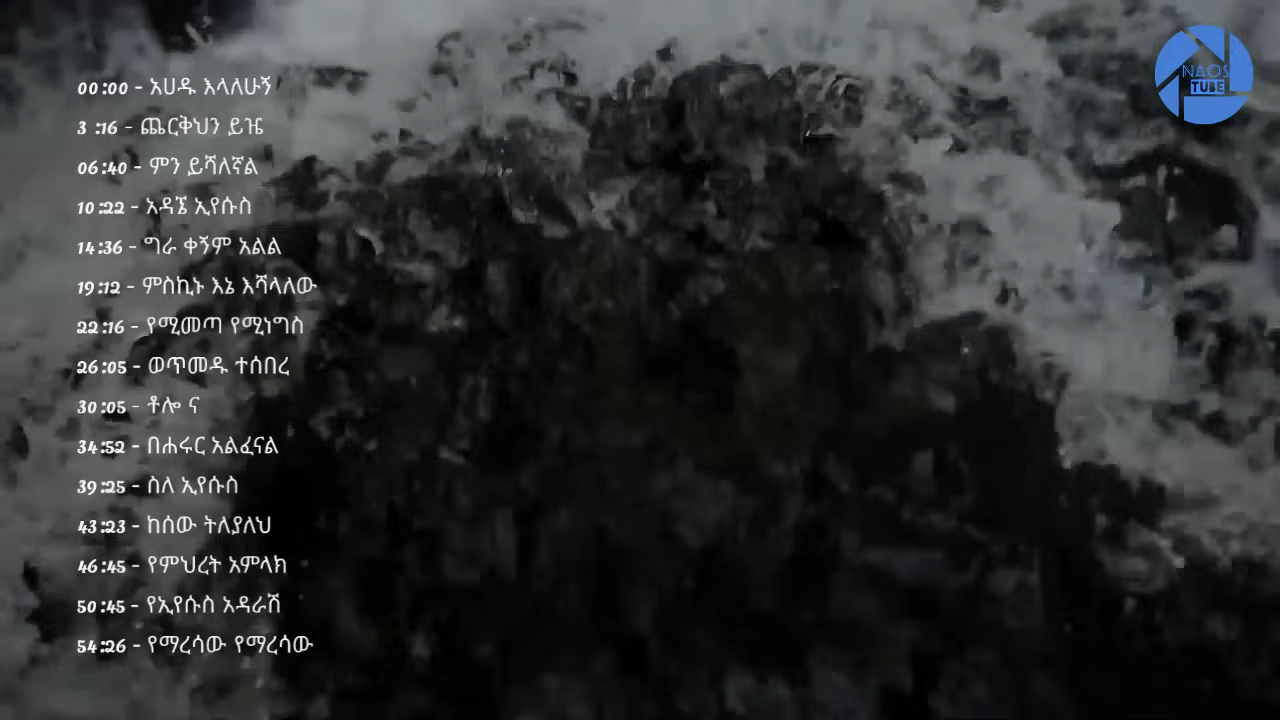 00:00 - አሀዱ እላለሁኝ
3 :16 - ጨርቅህን ይዤ
06:40 - ምን ይሻለኛል
10:22 - አዳኜ ኢየሱስ
14:36 - ግራ ቀኝም አልል
19:12 - ምስኪኑ እኔ እሻላለው
22:16 - የሚመጣ የሚነግስ
26:05 - ወጥመዱ ተሰበረ
30:05 - ቶሎ ና
34:52 - በሐሩር አልፈናል
39:25 - ስለ ኢየሱስ
43:23 - ከሰው ትለያለህ
46:45 - የምህረት አምላክ
50:45 - የኢየሱስ አዳራሽ
54:26 - የማረሳው የማረሳው
NAOS
TUBE